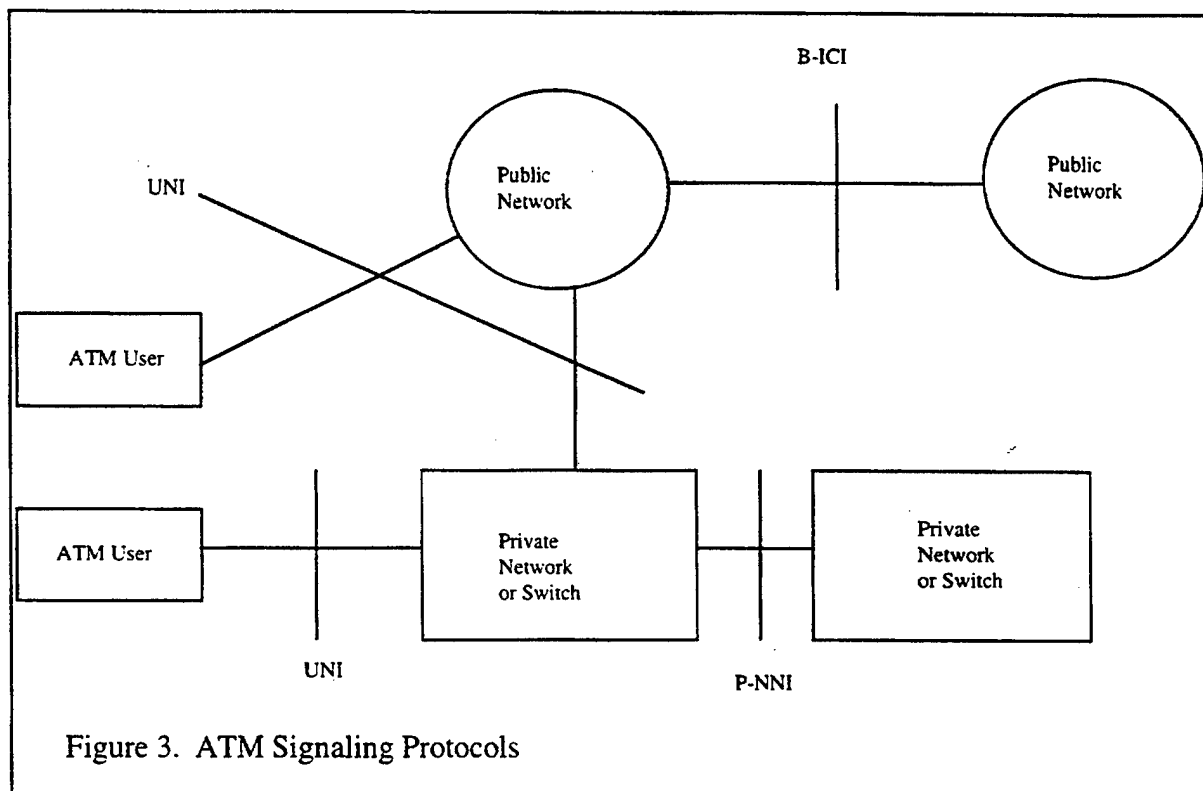 B-ICI
Public
Network
Public
Network
UNI
ATM User
ATM User
Private
Network
or Switch
Private
Network
or Switch
UNI
P-NNI
Figure 3. ATM Signaling Protocols